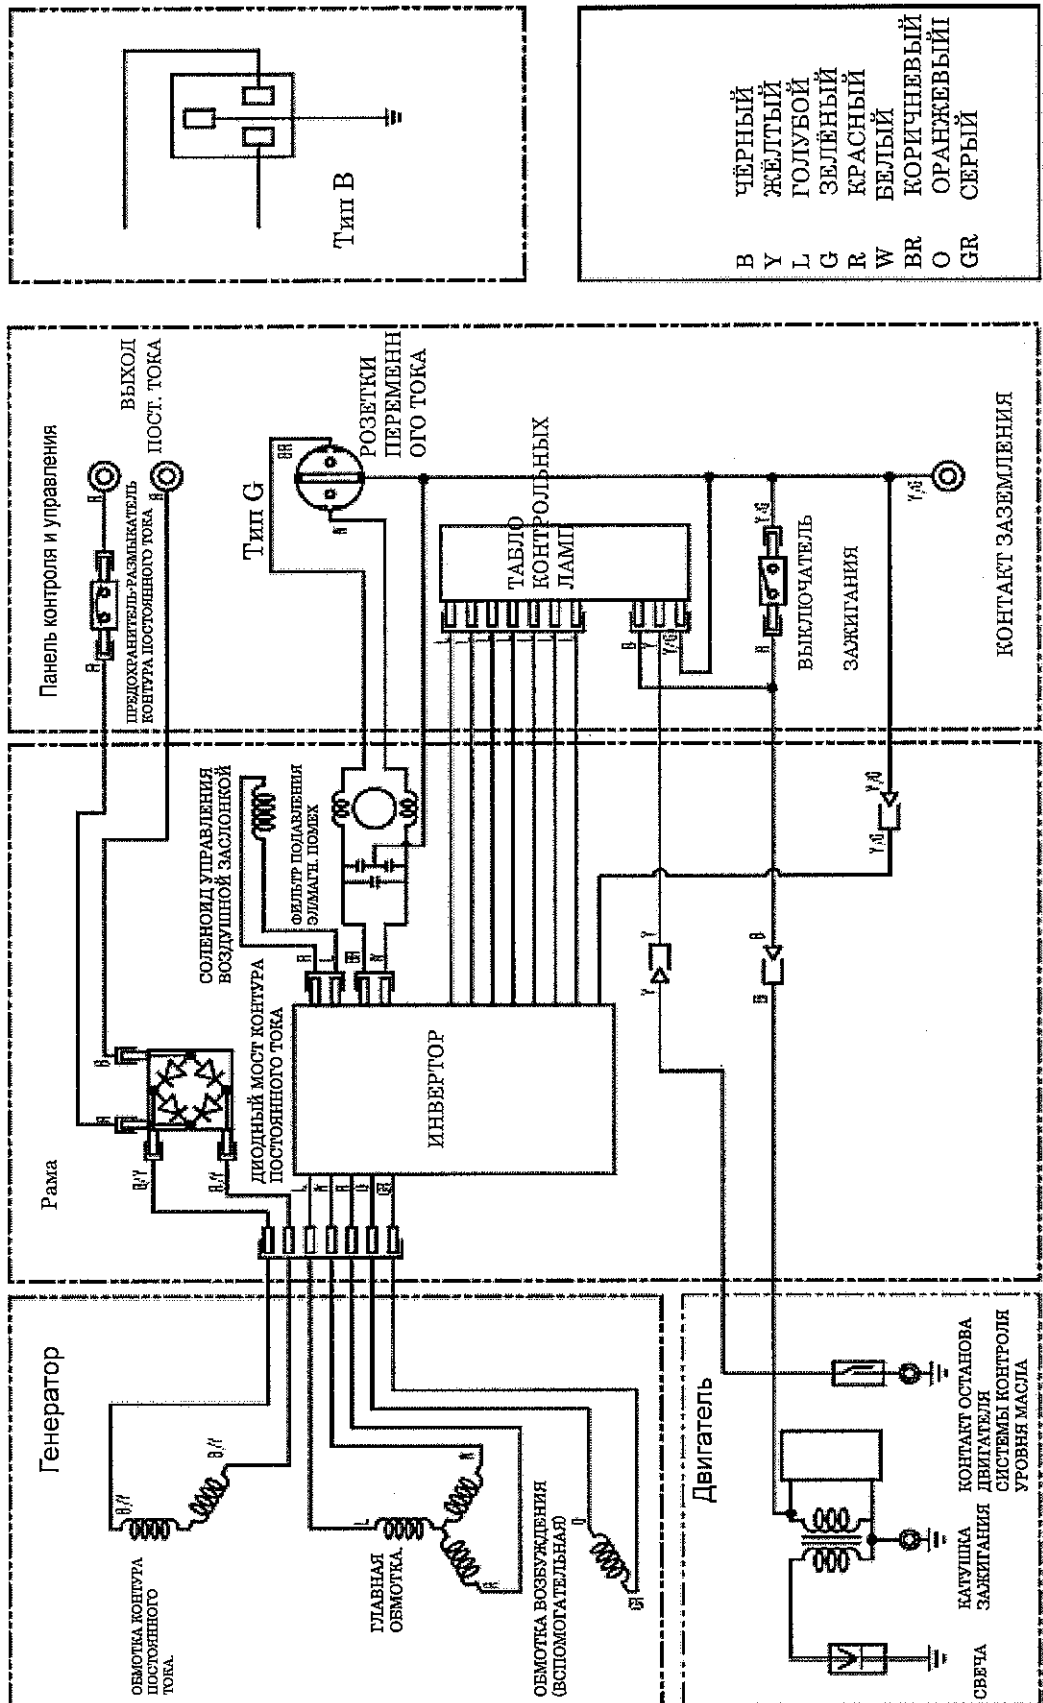 Генератор
ОБМОТКА КОНТУРА
ПОСТОЯННОГО
ТОКА.
B/Y
B/Y
ГЛАВНАЯ
ОБМОТКА.
L
ОБМОТКА ВОЗБУЖДЕНИЯ
(ВСПОМОГАТЕЛЬНАЯ)
Двигатель
СВЕЧА
КАТУШКА
ЗАЖИГАНИЯ
КОНТАКТ ОСТАНОВА
ДВИГАТЕЛЯ
СИСТЕМЫ КОНТРОЛЯ
УРОВНЯ МАСЛА
Рама
B/Y
B/Y
ДИОДНЫЙ МОСТ КОНТУРА
ПОСТОЯННОГО ТОКА
СОЛЕНОИД УПРАВЛЕНИЯ
ВОЗДУШНОЙ ЗАСЛОНКОЙ
ФИЛЬТР ПОДАВЛЕНИЯ
ЭЛ/МАГН. ПОМЕХ
ИНВЕРТОР
Y
Y
B
B
Y/G
Y/G
Панель контроля и управления
ПРЕДОХРАНИТЕЛЬ-РАЗМЫКАТЕЛЬ
КОНТУРА ПОСТОЯННОГО ТОКА
ВЫХОД
ПОСТ. ТОКА
Тип G
BR
РОЗЕТКИ
ПЕРЕМЕНН
ОГО ТОКА
ТАБЛО
КОНТРОЛЬНЫХ
ЛАМП
B
Y
Y/G
Y/G
ВЫКЛЮЧАТЕЛЬ
ЗАЖИГАНИЯ
Y/G
КОНТАКТ ЗАЗЕМЛЕНИЯ
Тип B
B ЧЁРНЫЙ
Y ЖЁЛТЫЙ
L ГОЛУБОЙ
G ЗЕЛЁНЫЙ
R КРАСНЫЙ
W БЕЛЫЙ
BR КОРИЧНЕВЫЙ
O ОРАНЖЕВЫЙ
GR СЕРЫЙ